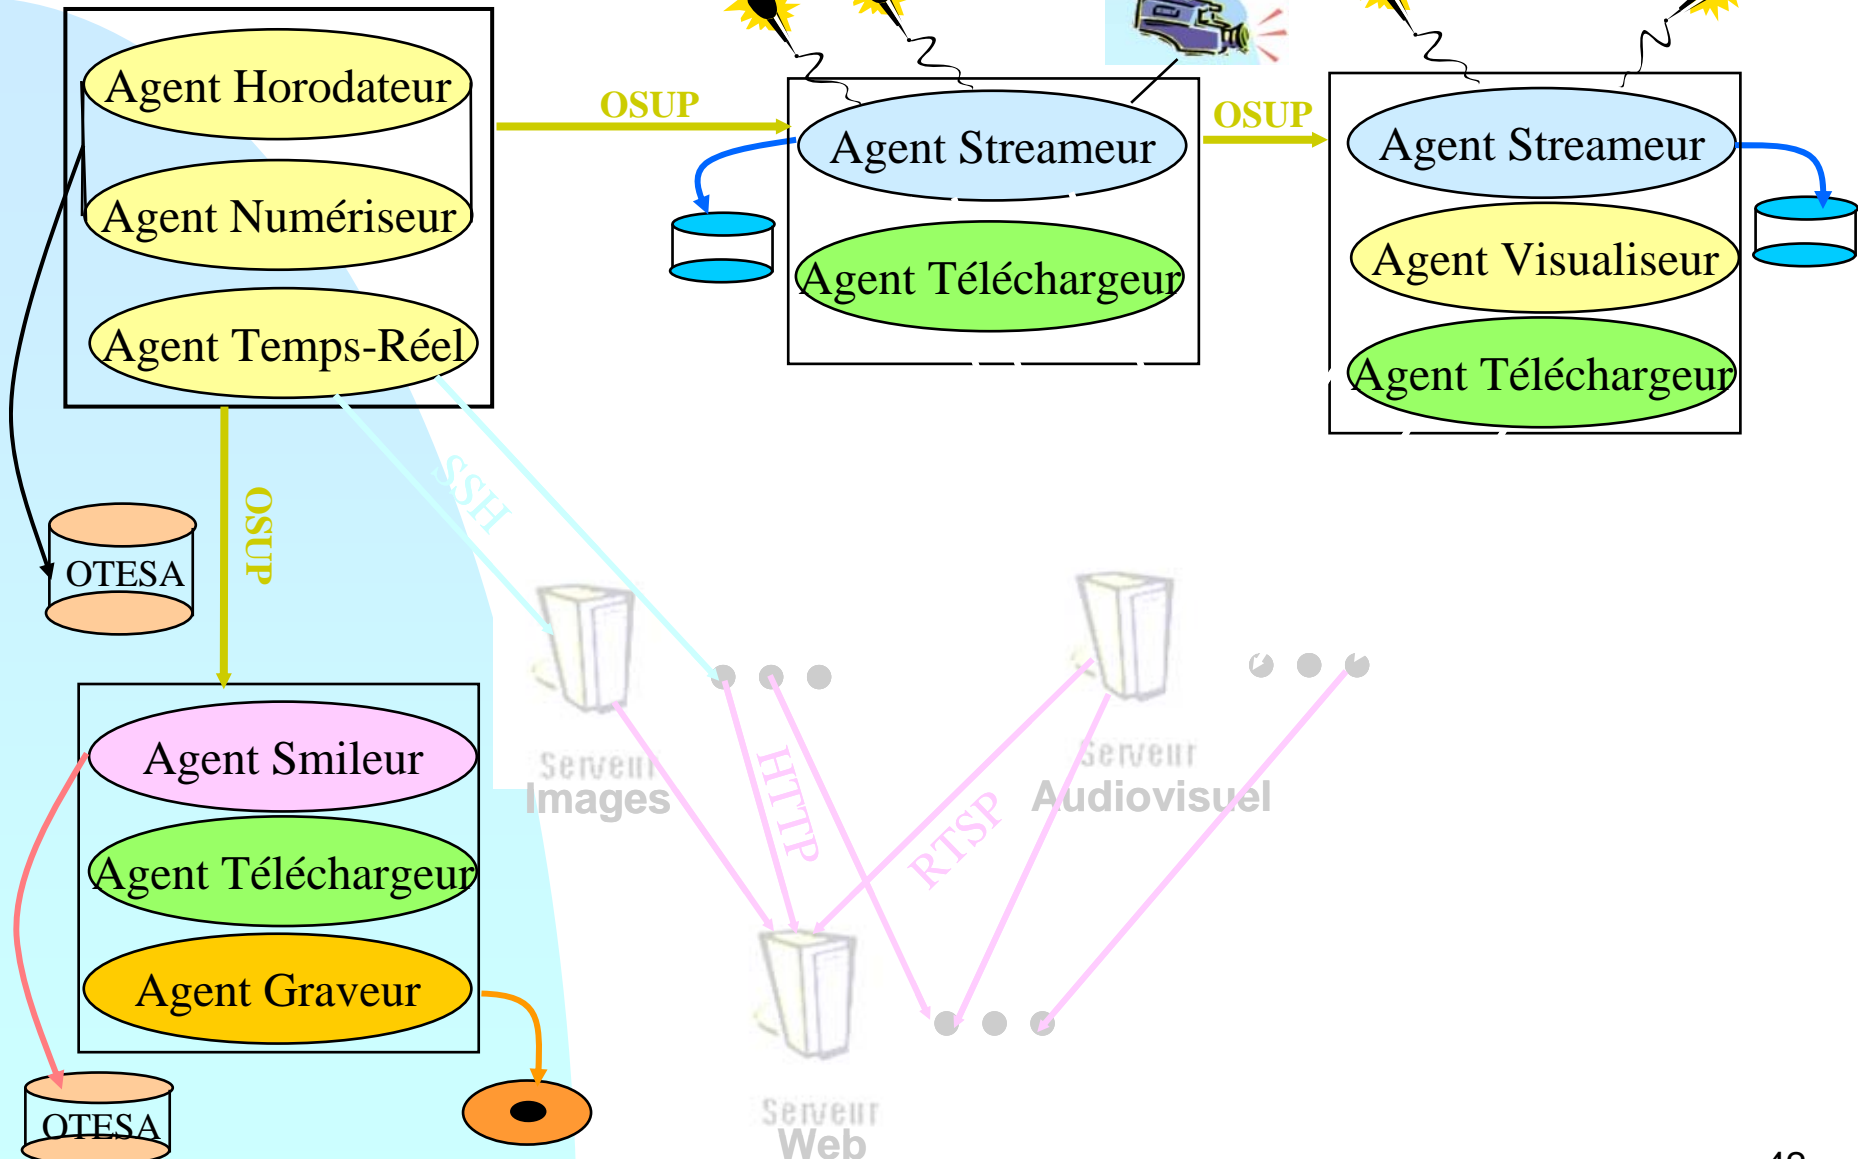 Agent Horodateur
Agent Numériseur
Agent Temps-Réel
OSUP
Agent Streameur
Agent Téléchargeur
OSUP
Agent Streameur
Agent Visualiseur
Agent Téléchargeur
SSH
OSUP
OTESA
Agent Smileur
Agent Téléchargeur
Agent Graveur
OTESA
Serveur
Images
HTTP
RTSP
Serveur
Audiovisuel
Serveur
Web